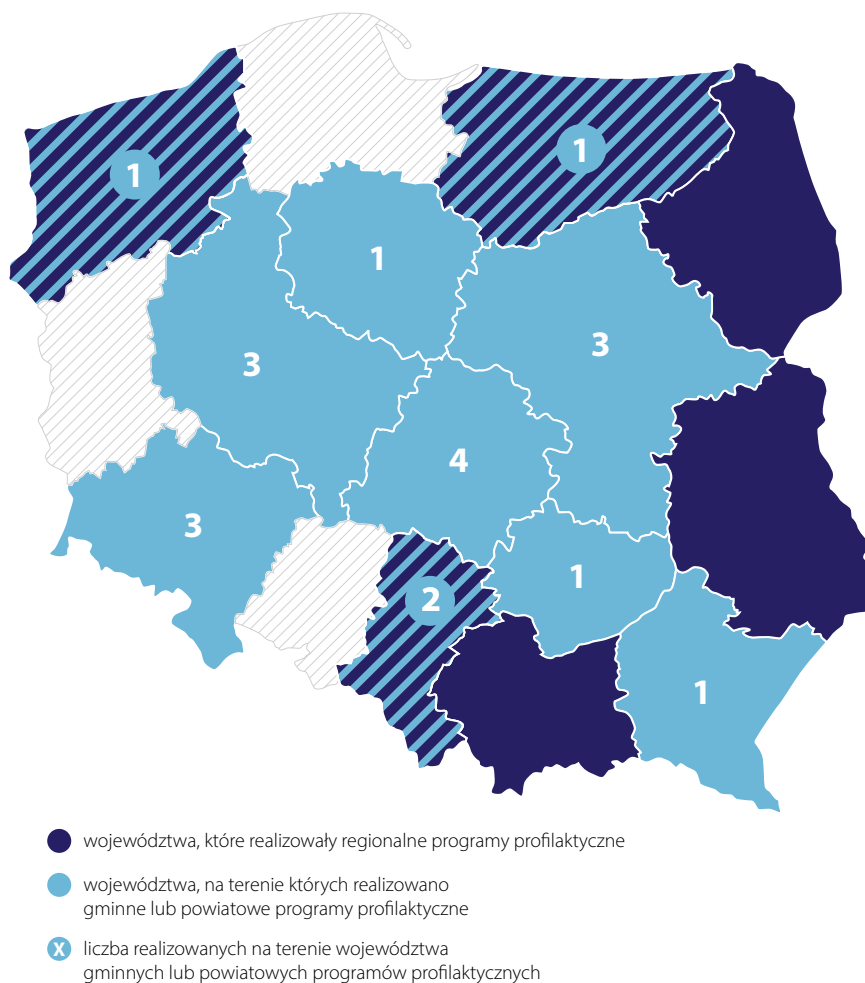 1
1
1
3
3
4
3
1
2
1
województwa, które realizowały regionalne programy profilaktyczne
województwa, na terenie których realizowano
gminne lub powiatowe programy profilaktyczne
X liczba realizowanych na terenie województwa
gminnych lub powiatowych programów profilaktycznych